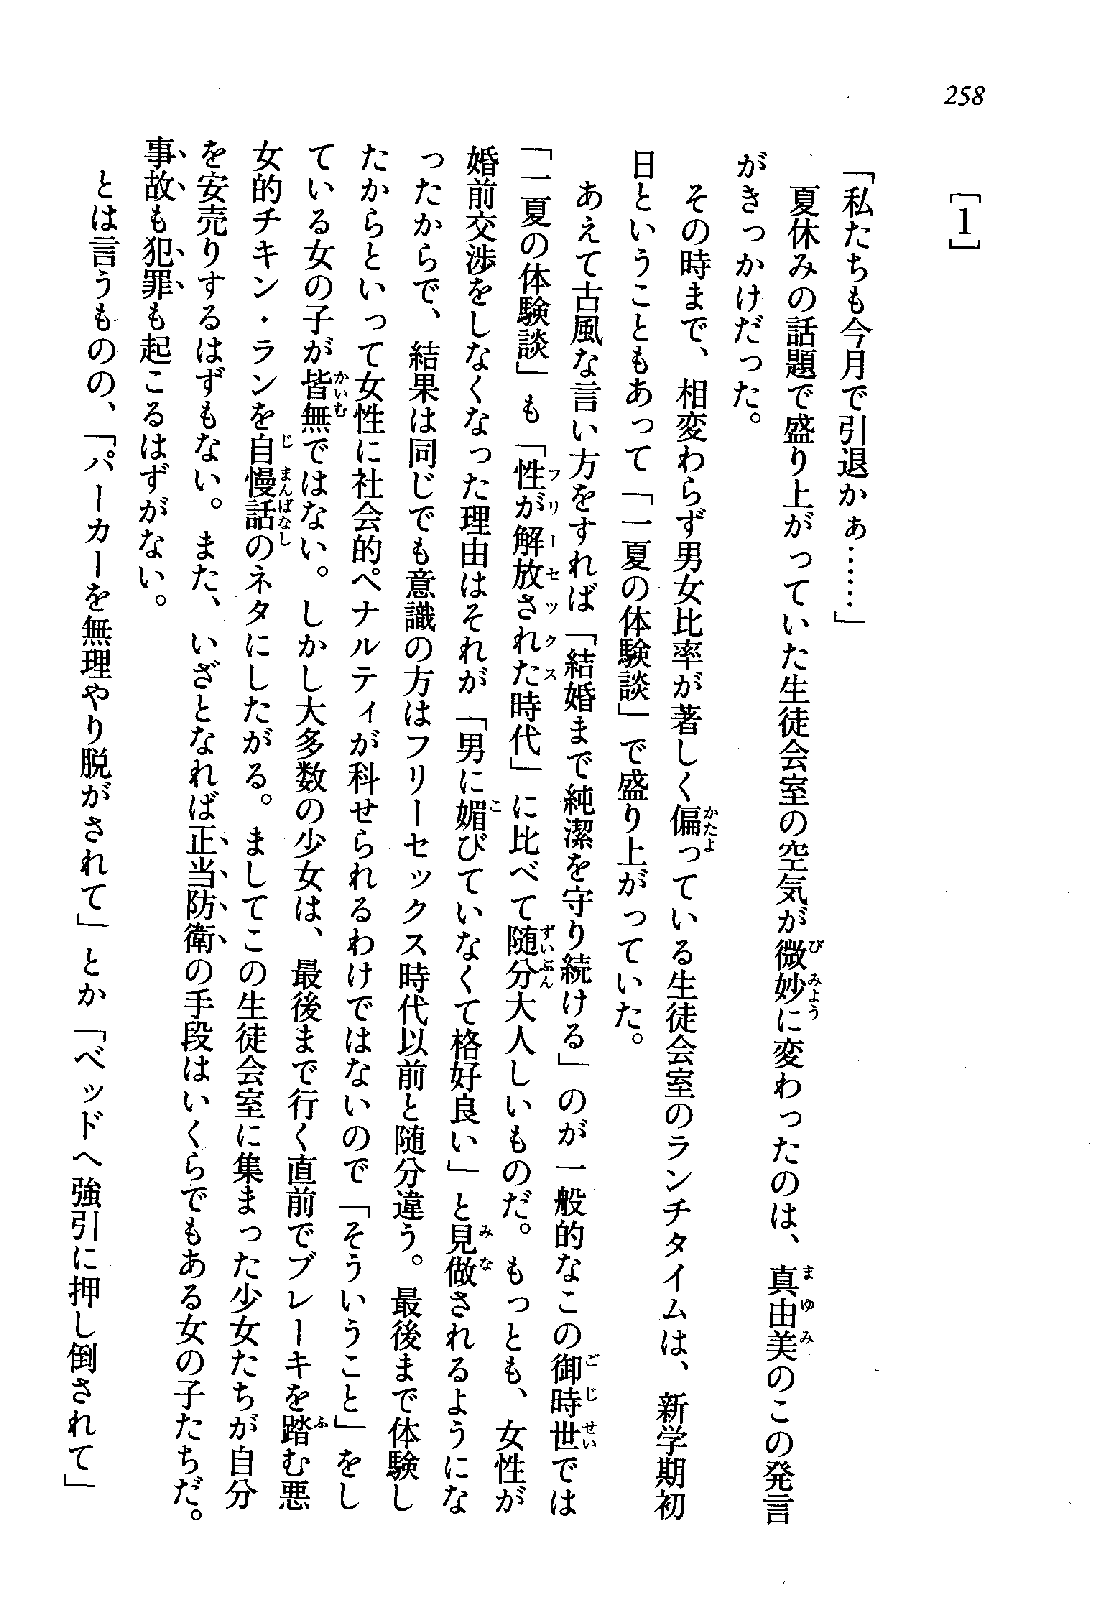 258
[1]
「私たちも今月で引退かぁ……」
夏休みの話題で盛り上がっていた生徒会室の空気が微妙に変わったのは、真由美のこの発言
がきっかけだった。
その時まで、相変わらず男女比率が著しく偏っている生徒会室のランチタイムは、新学期初
日ということもあって「一夏の体験談」で盛り上がっていた。
あえて古風な言い方をすれば「結婚まで純潔を守り続ける」のが一般的なこの御時世では
「一夏の体験談」も「性が解放された時代」に比べて随分大人しいものだ。もっとも、女性が
婚前交渉をしなくなった理由はそれが「男に媚びていなくて格好良い」と見做されるようにな
ったからで、結果は同じでも意識の方はフリーセックス時代以前と随分違う。最後まで体験し
たからといって女性に社会的ペナルティが科せられるわけではないので「そういうこと」をし
ている女の子が皆無ではない。しかし大多数の少女は、最後まで行く直前でブレーキを踏む悪
女的チキン・ランを自慢話のネタにしたがる。ましてこの生徒会室に集まった少女たちが自分
を安売りするはずもない。また、いざとなれば正当防衛の手段はいくらでもある女の子たちだ。
事故も犯罪も起こるはずがない。
とは言うものの、「パーカーを無理やり脱がされて」とか「ベッドへ強引に押し倒されて」